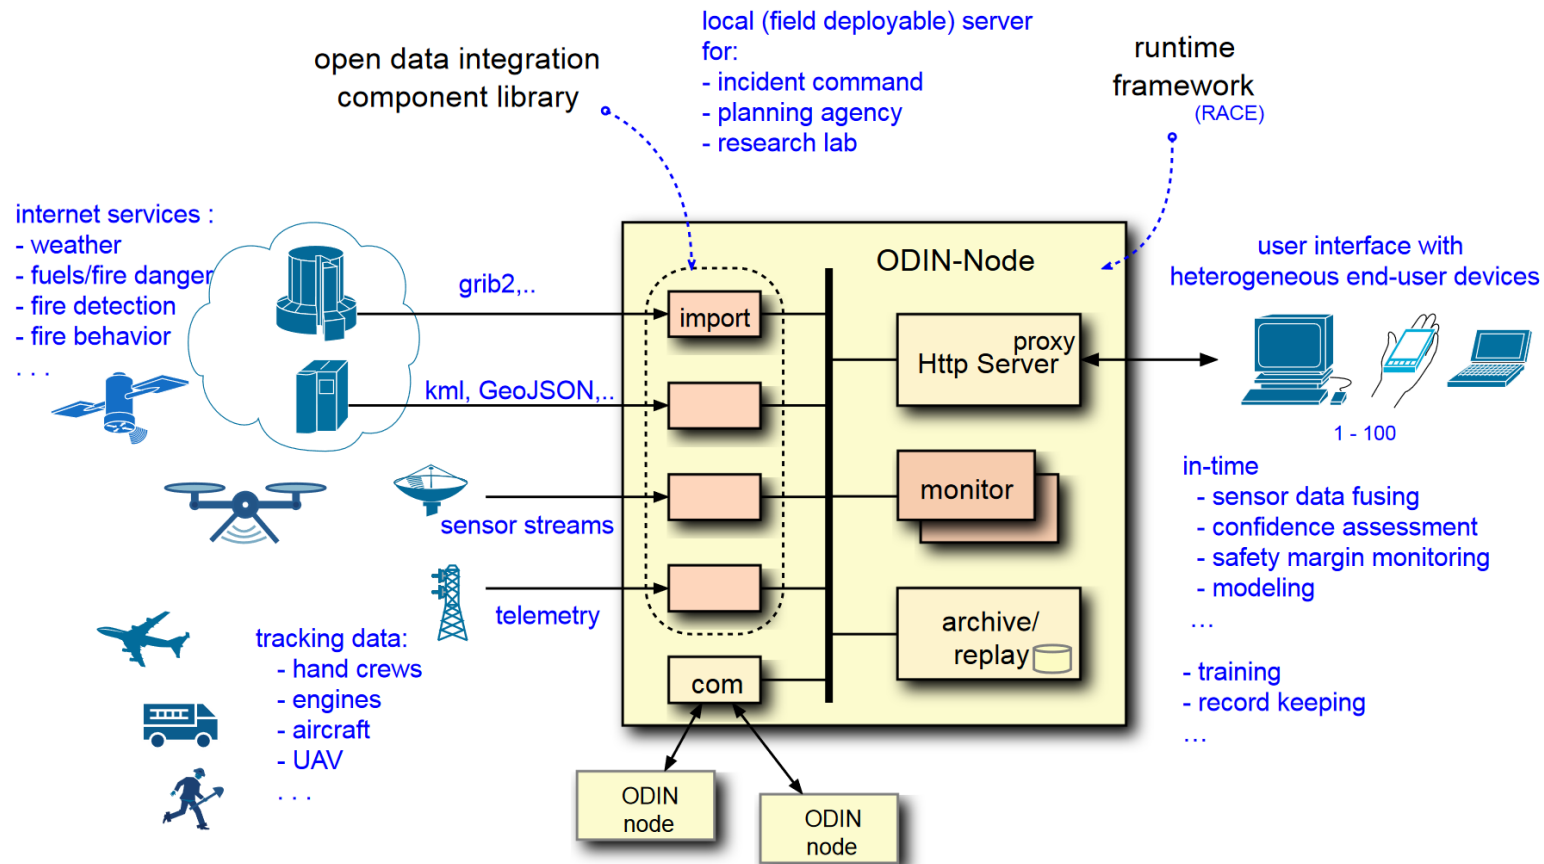 open data integration
component library
local (field deployable) server
for:
- incident command
- planning agency
- research lab
runtime
framework
(RACE)
internet services :
- weather
- fuels/fire danger
- fire detection
- fire behavior
. . .
grib2,..
kml, GeoJSON,..
sensor streams
telemetry
tracking data:
- hand crews
- engines
- aircraft
- UAV
. . .
ODIN-Node
import
com
proxy
Http Server
monitor
archive/
replay
ODIN
node
ODIN
node
user interface with
heterogeneous end-user devices
1 - 100
in-time
- sensor data fusing
- confidence assessment
- safety margin monitoring
- modeling
...
- training
- record keeping
...